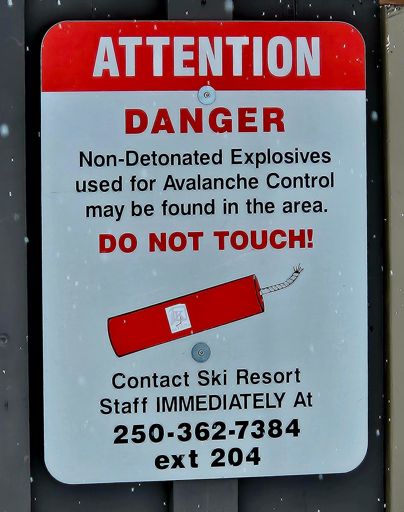 ATTENTION
DANGER
Non-Detonated Explosives
used for Avalanche Control
may be found in the area.
DO NOT TOUCH!
Contact Ski Resort
Staff IMMEDIATELY At
250-362-7384
ext 204